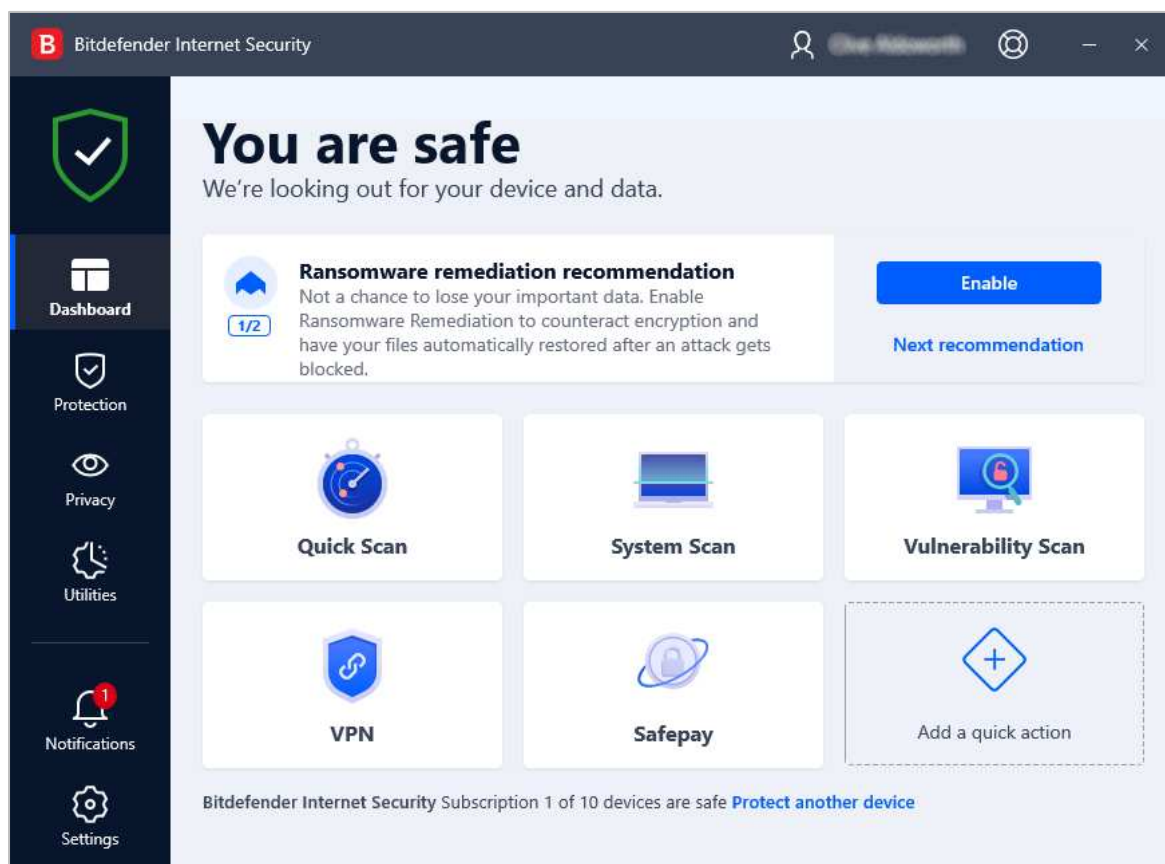 B Bitdefender Internet Security
You are safe
We're looking out for your device and data.
Dashboard
Protection
Privacy
Utilities
1
Notifications
Settings
1/2
Ransomware remediation recommendation
Not a chance to lose your important data. Enable
Ransomware Remediation to counteract encryption and
have your files automatically restored after an attack gets
blocked.
Enable
Next recommendation
Quick Scan
System Scan
Vulnerability Scan
VPN
Safepay
Add a quick action
Bitdefender Internet Security Subscription 1 of 10 devices are safe Protect another device